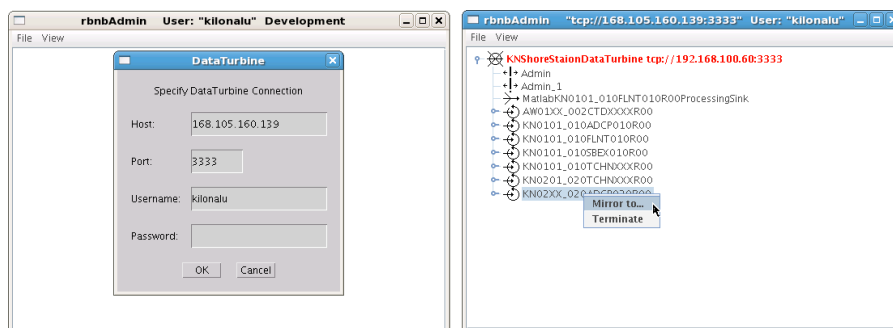 rbnbAdmin User: "kilonalu" Development
File View
DataTurbine
Specify DataTurbine Connection
Host: 168.105.160.139
Port: 3333
Username: kilonalu
Password:
OK Cancel
rbnbAdmin "tcp://168.105.160.139:3333" User: "kilonalu"
File View
KNShoreStaionDataTurbine tcp://192.168.100.60:3333
Admin
Admin_1
MatlabKN0101_010FLNT010R00ProcessingSink
AW01XX_002CTDXXXXR00
KN0101_010ADCP010R00
KN0101_010FLNT010R00
KN0101_010SBEX010R00
KN0101_010TCHNXXXR00
KN0201_020TCHNXXXR00
KN02XX_020ADCP020R00
Mirror to...
Terminate